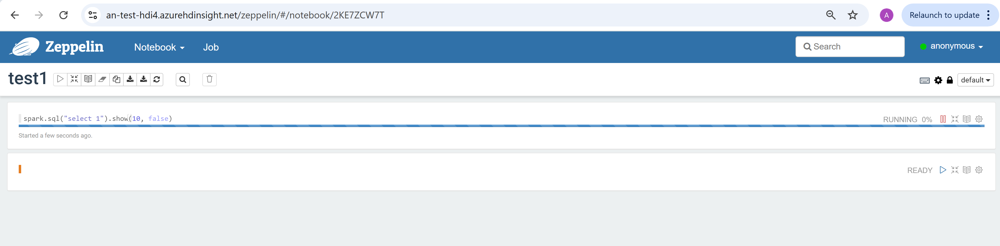 an-test-hdi4.azurehdinsight.net/zeppelin/#/notebook/2KE7ZCW7T
A
Relaunch to update
Zeppelin
Notebook
Job
Search
anonymous
test1
default
spark.sql("select 1").show(10, false)
RUNNING 0%
Started a few seconds ago.
READY